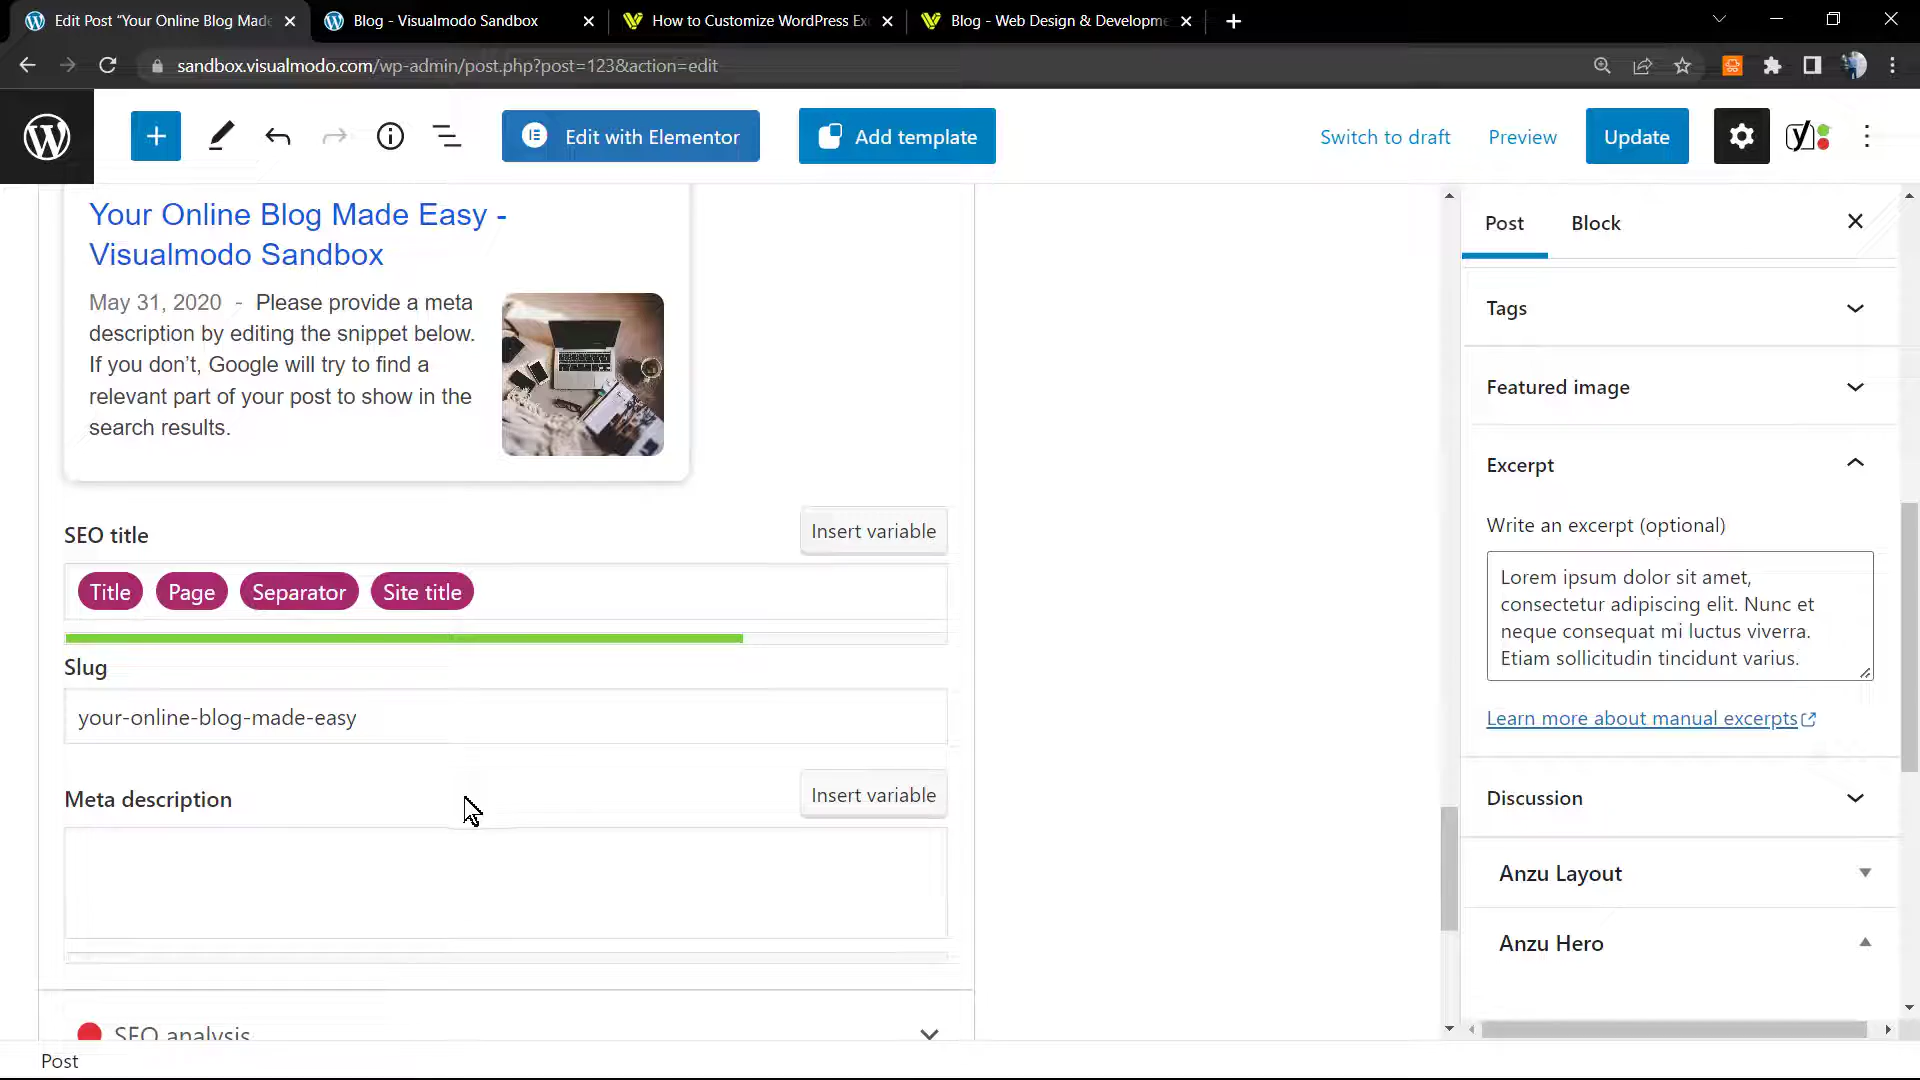 Edit Post “Your Online Blog Made
Blog - Visualmodo Sandbox
How to Customize WordPress Ex
Blog - Web Design & Developme
sandbox.visualmodo.com/wp-admin/post.php?post=123&action=edit
Edit with Elementor
Add template
Switch to draft
Preview
Update
Your Online Blog Made Easy -
Visualmodo Sandbox
May 31, 2020 - Please provide a meta
description by editing the snippet below.
If you don’t, Google will try to find a
relevant part of your post to show in the
search results.
SEO title
Insert variable
Title
Page
Separator
Site title
Slug
your-online-blog-made-easy
Meta description
Insert variable
SEO analysis
Post
Post
Block
Tags
Featured image
Excerpt
Write an excerpt (optional)
Lorem ipsum dolor sit amet,
consectetur adipiscing elit. Nunc et
neque consequat mi luctus viverra.
Etiam sollicitudin tincidunt varius.
Learn more about manual excerpts
Discussion
Anzu Layout
Anzu Hero